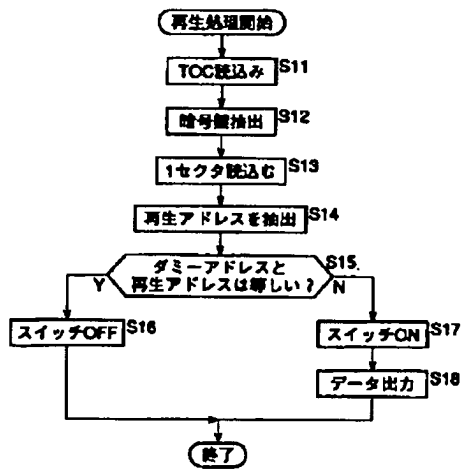 再生処理開始
TOC読込み
S11
暗号鍵抽出
S12
1セクタ読込む
S13
再生アドレスを抽出
S14
ダミーアドレスと
再生アドレスは等しい?
S15
Y
N
スイッチOFF
S16
スイッチON
S17
データ出力
S18
終了